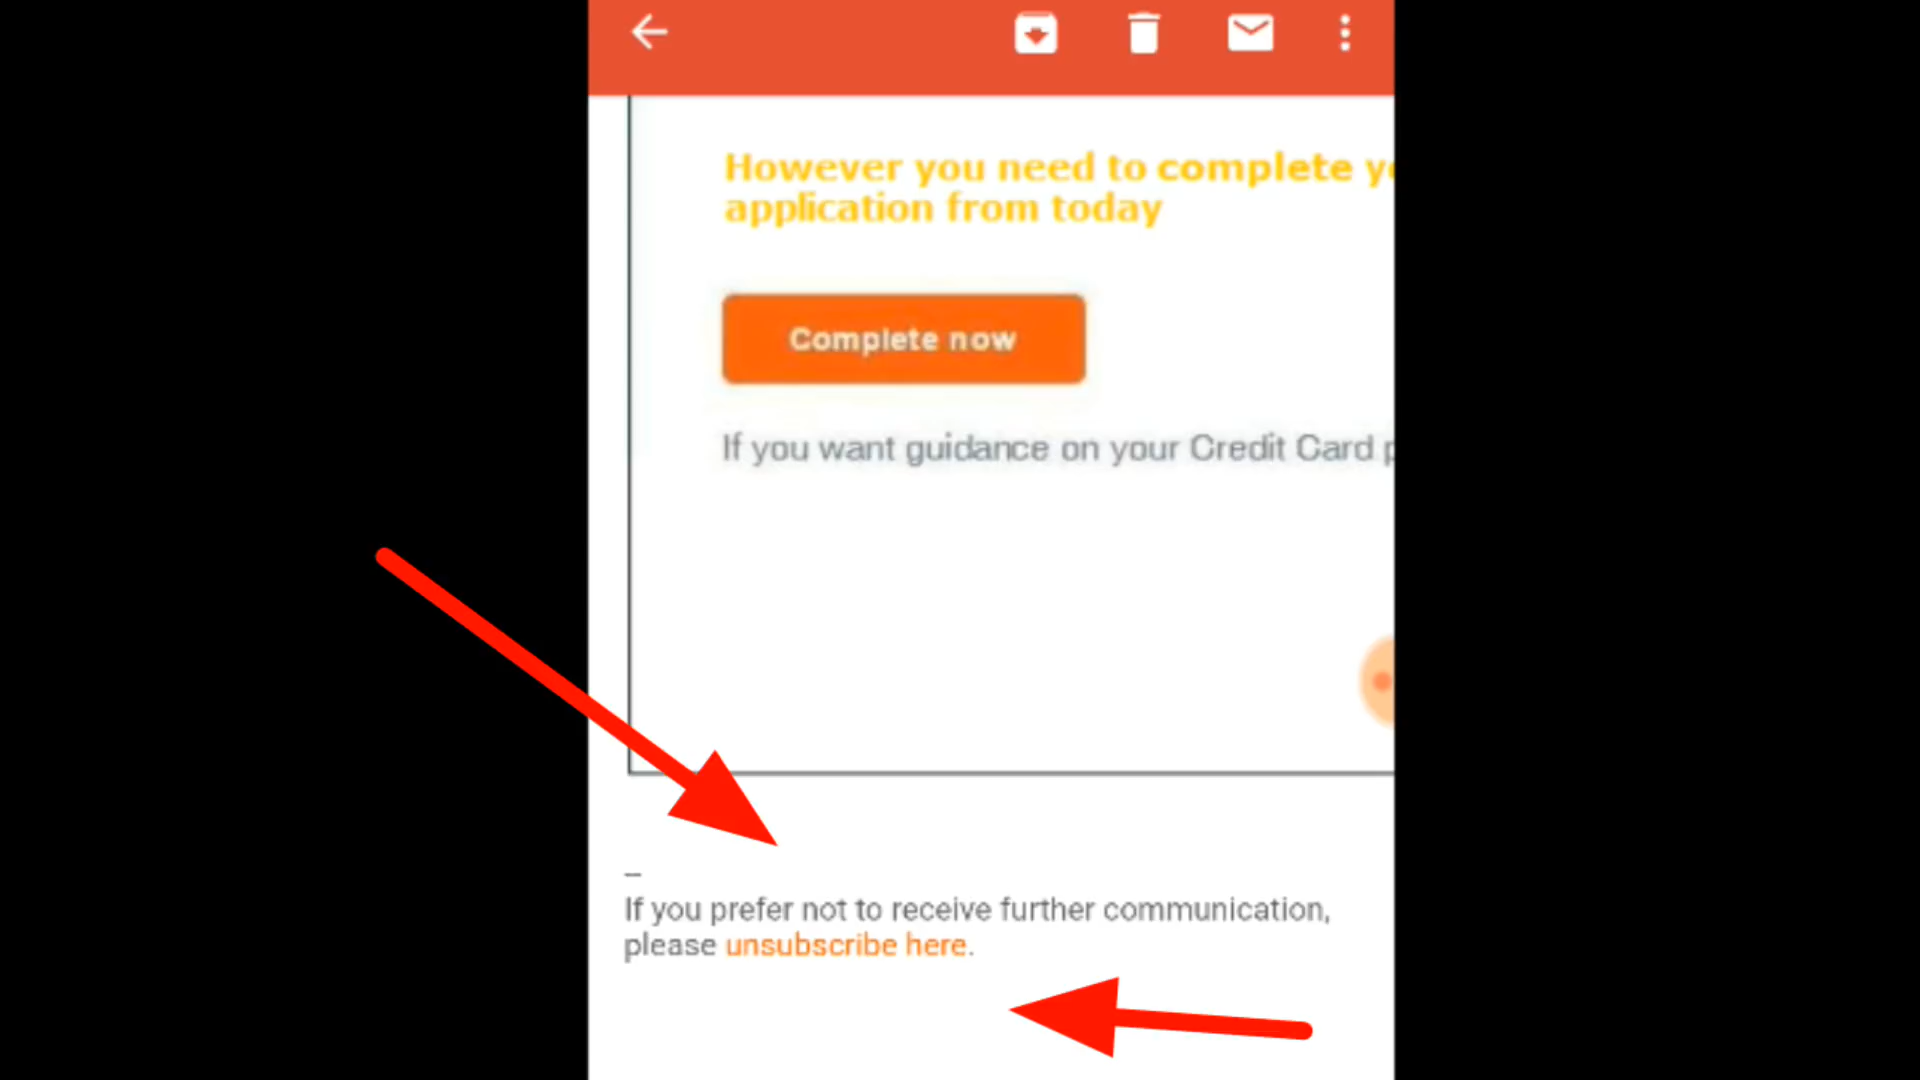 However you need to complete
application from today
Complete now
If you want guidance on your Credit Card
–
If you prefer not to receive further communication,
please unsubscribe here.